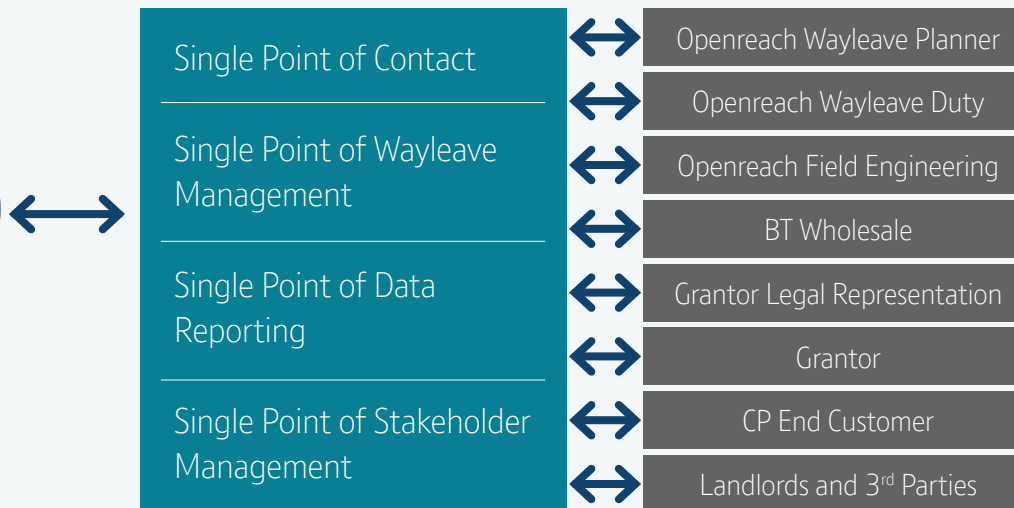 Single Point of Contact
Single Point of Wayleave
Management
Single Point of Data
Reporting
Single Point of Stakeholder
Management
Openreach Wayleave Planner
Openreach Wayleave Duty
Openreach Field Engineering
BT Wholesale
Grantor Legal Representation
Grantor
CP End Customer
Landlords and 3rd Parties